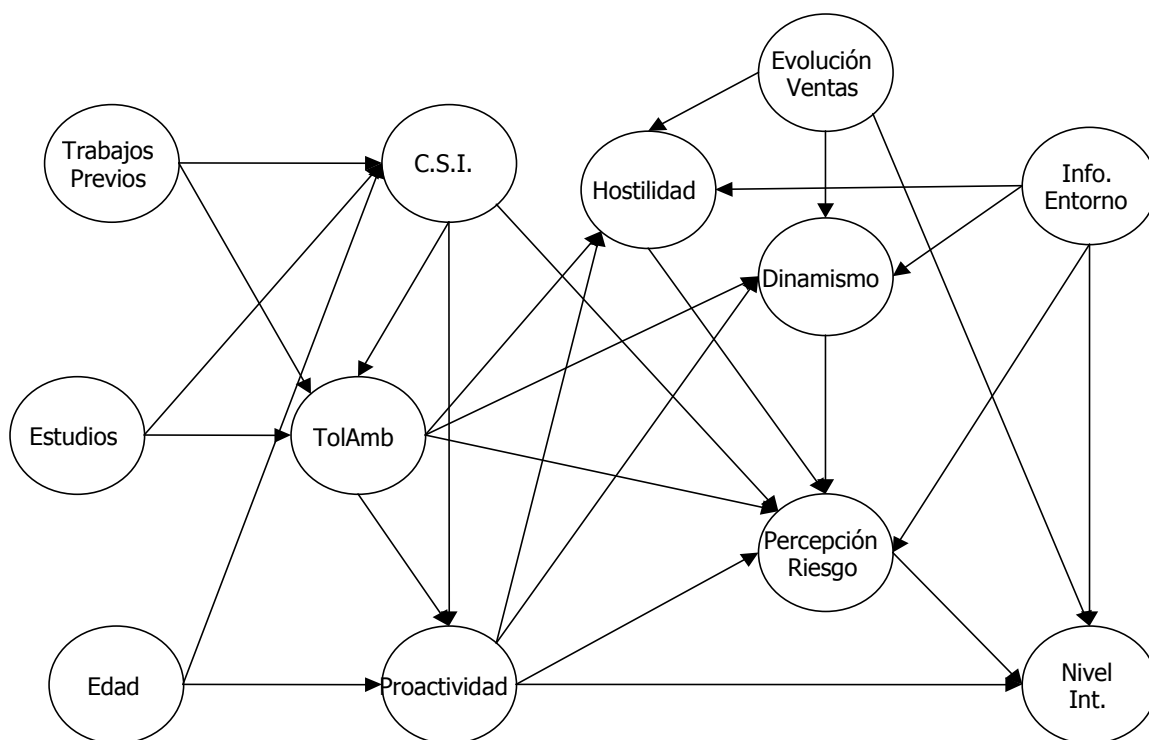 Evolución
Ventas
Trabajos
Previos
C.S.I.
Hostilidad
Info.
Entorno
Dinamismo
Estudios
TolAmb
Percepción
Riesgo
Edad
Proactividad
Nivel
Int.